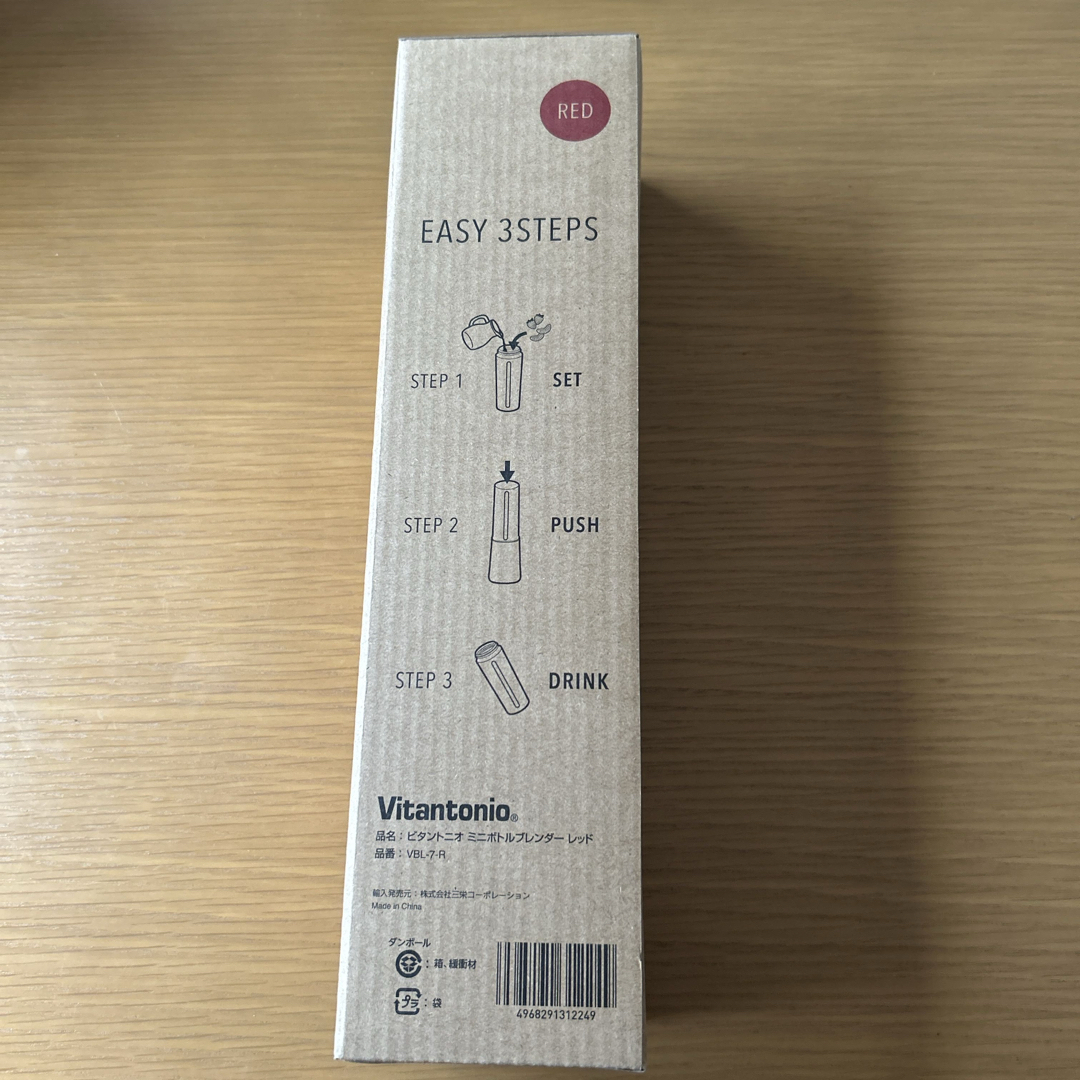 RED
EASY 3STEPS
STEP 1 SET
STEP 2 PUSH
STEP 3 DRINK
Vitantonio®
品名：ビタントニオ ミニボトルブレンダー レッド
品番：VBL-7-R
輸入発売元：株式会社三栄コーポレーション
Made in China
ダンボール
：箱、緩衝材
プラ：袋
4968291312249